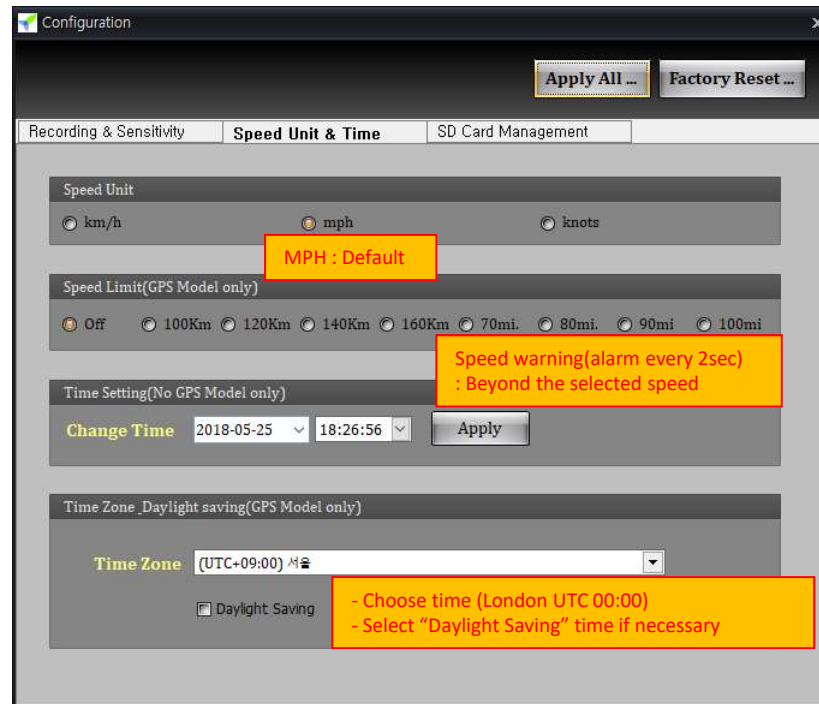 Configuration
Apply All ... Factory Reset ...
Recording & Sensitivity Speed Unit & Time SD Card Management
Speed Unit
km/h mph knots
MPH : Default
Speed Limit(GPS Model only)
Off 100Km 120Km 140Km 160Km 70mi. 80mi. 90mi 100mi
Speed warning(alarm every 2sec)
: Beyond the selected speed
Time Setting(No GPS Model only)
Change Time 2018-05-25 18:26:56 Apply
Time Zone_Daylight saving(GPS Model only)
Time Zone (UTC+09:00) 서울
Daylight Saving
- Choose time (London UTC 00:00)
- Select “Daylight Saving” time if necessary